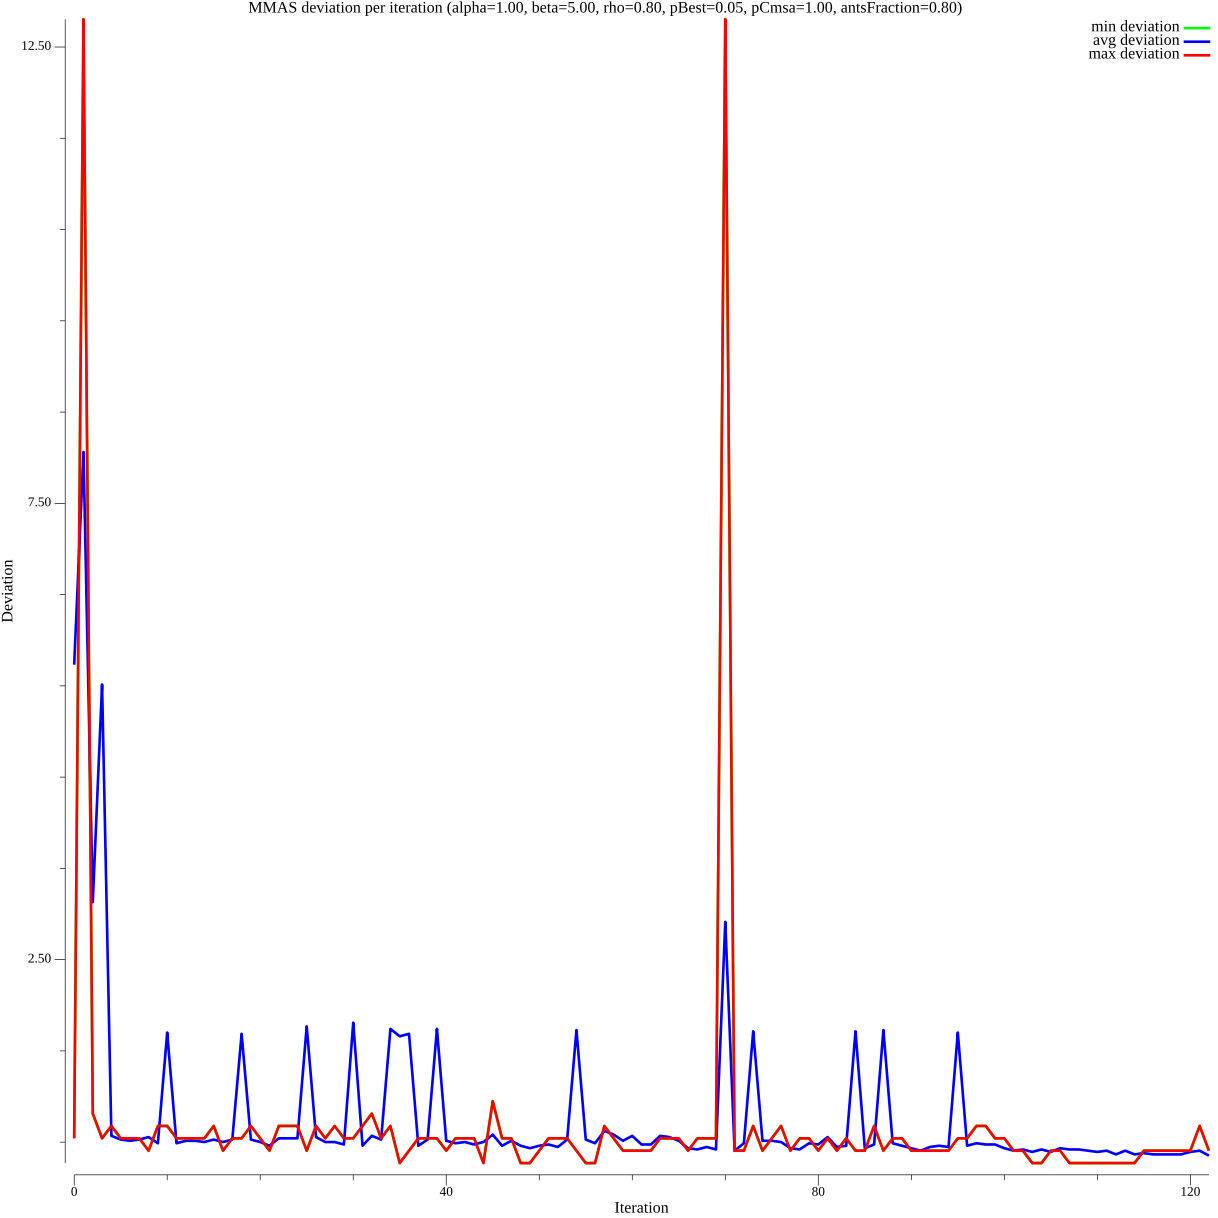 MMAS deviation per iteration (alpha=1.00, beta=5.00, rho=0.80, pBest=0.05, pCmsa=1.00, antsFraction=0.80)
min deviation
avg deviation
max deviation
12.50
7.50
2.50
Deviation
0
40
80
120
Iteration